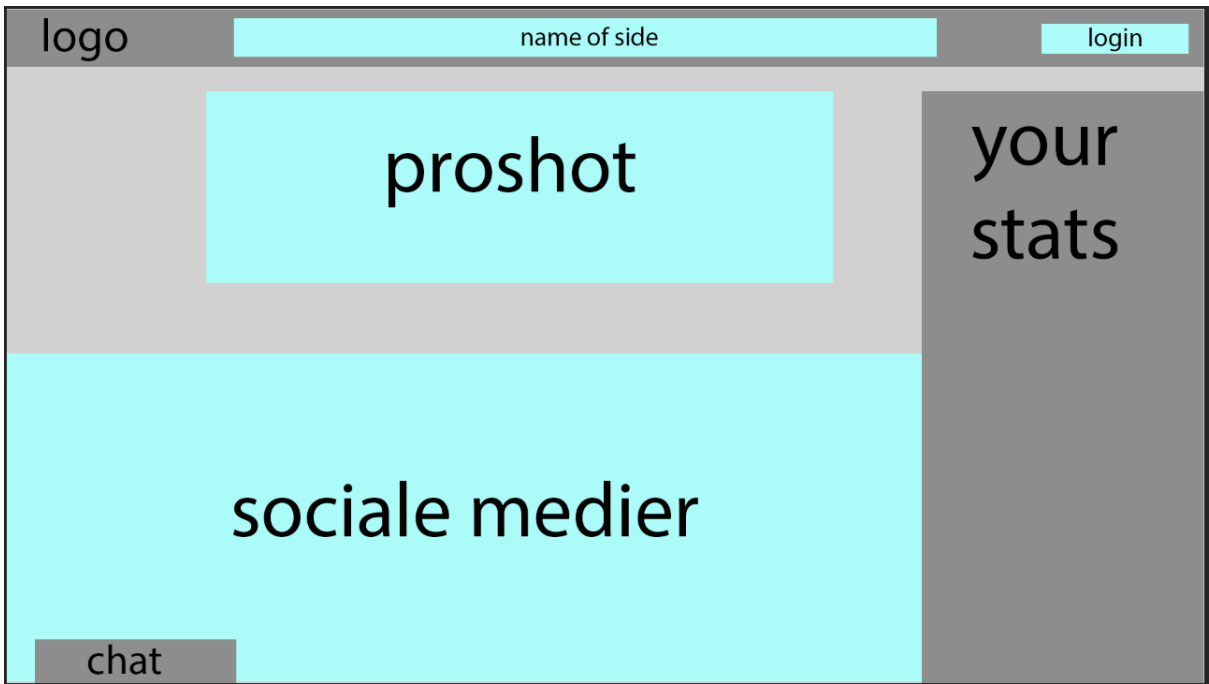 logo
name of side
login
proshot
your
stats
sociale medier
chat